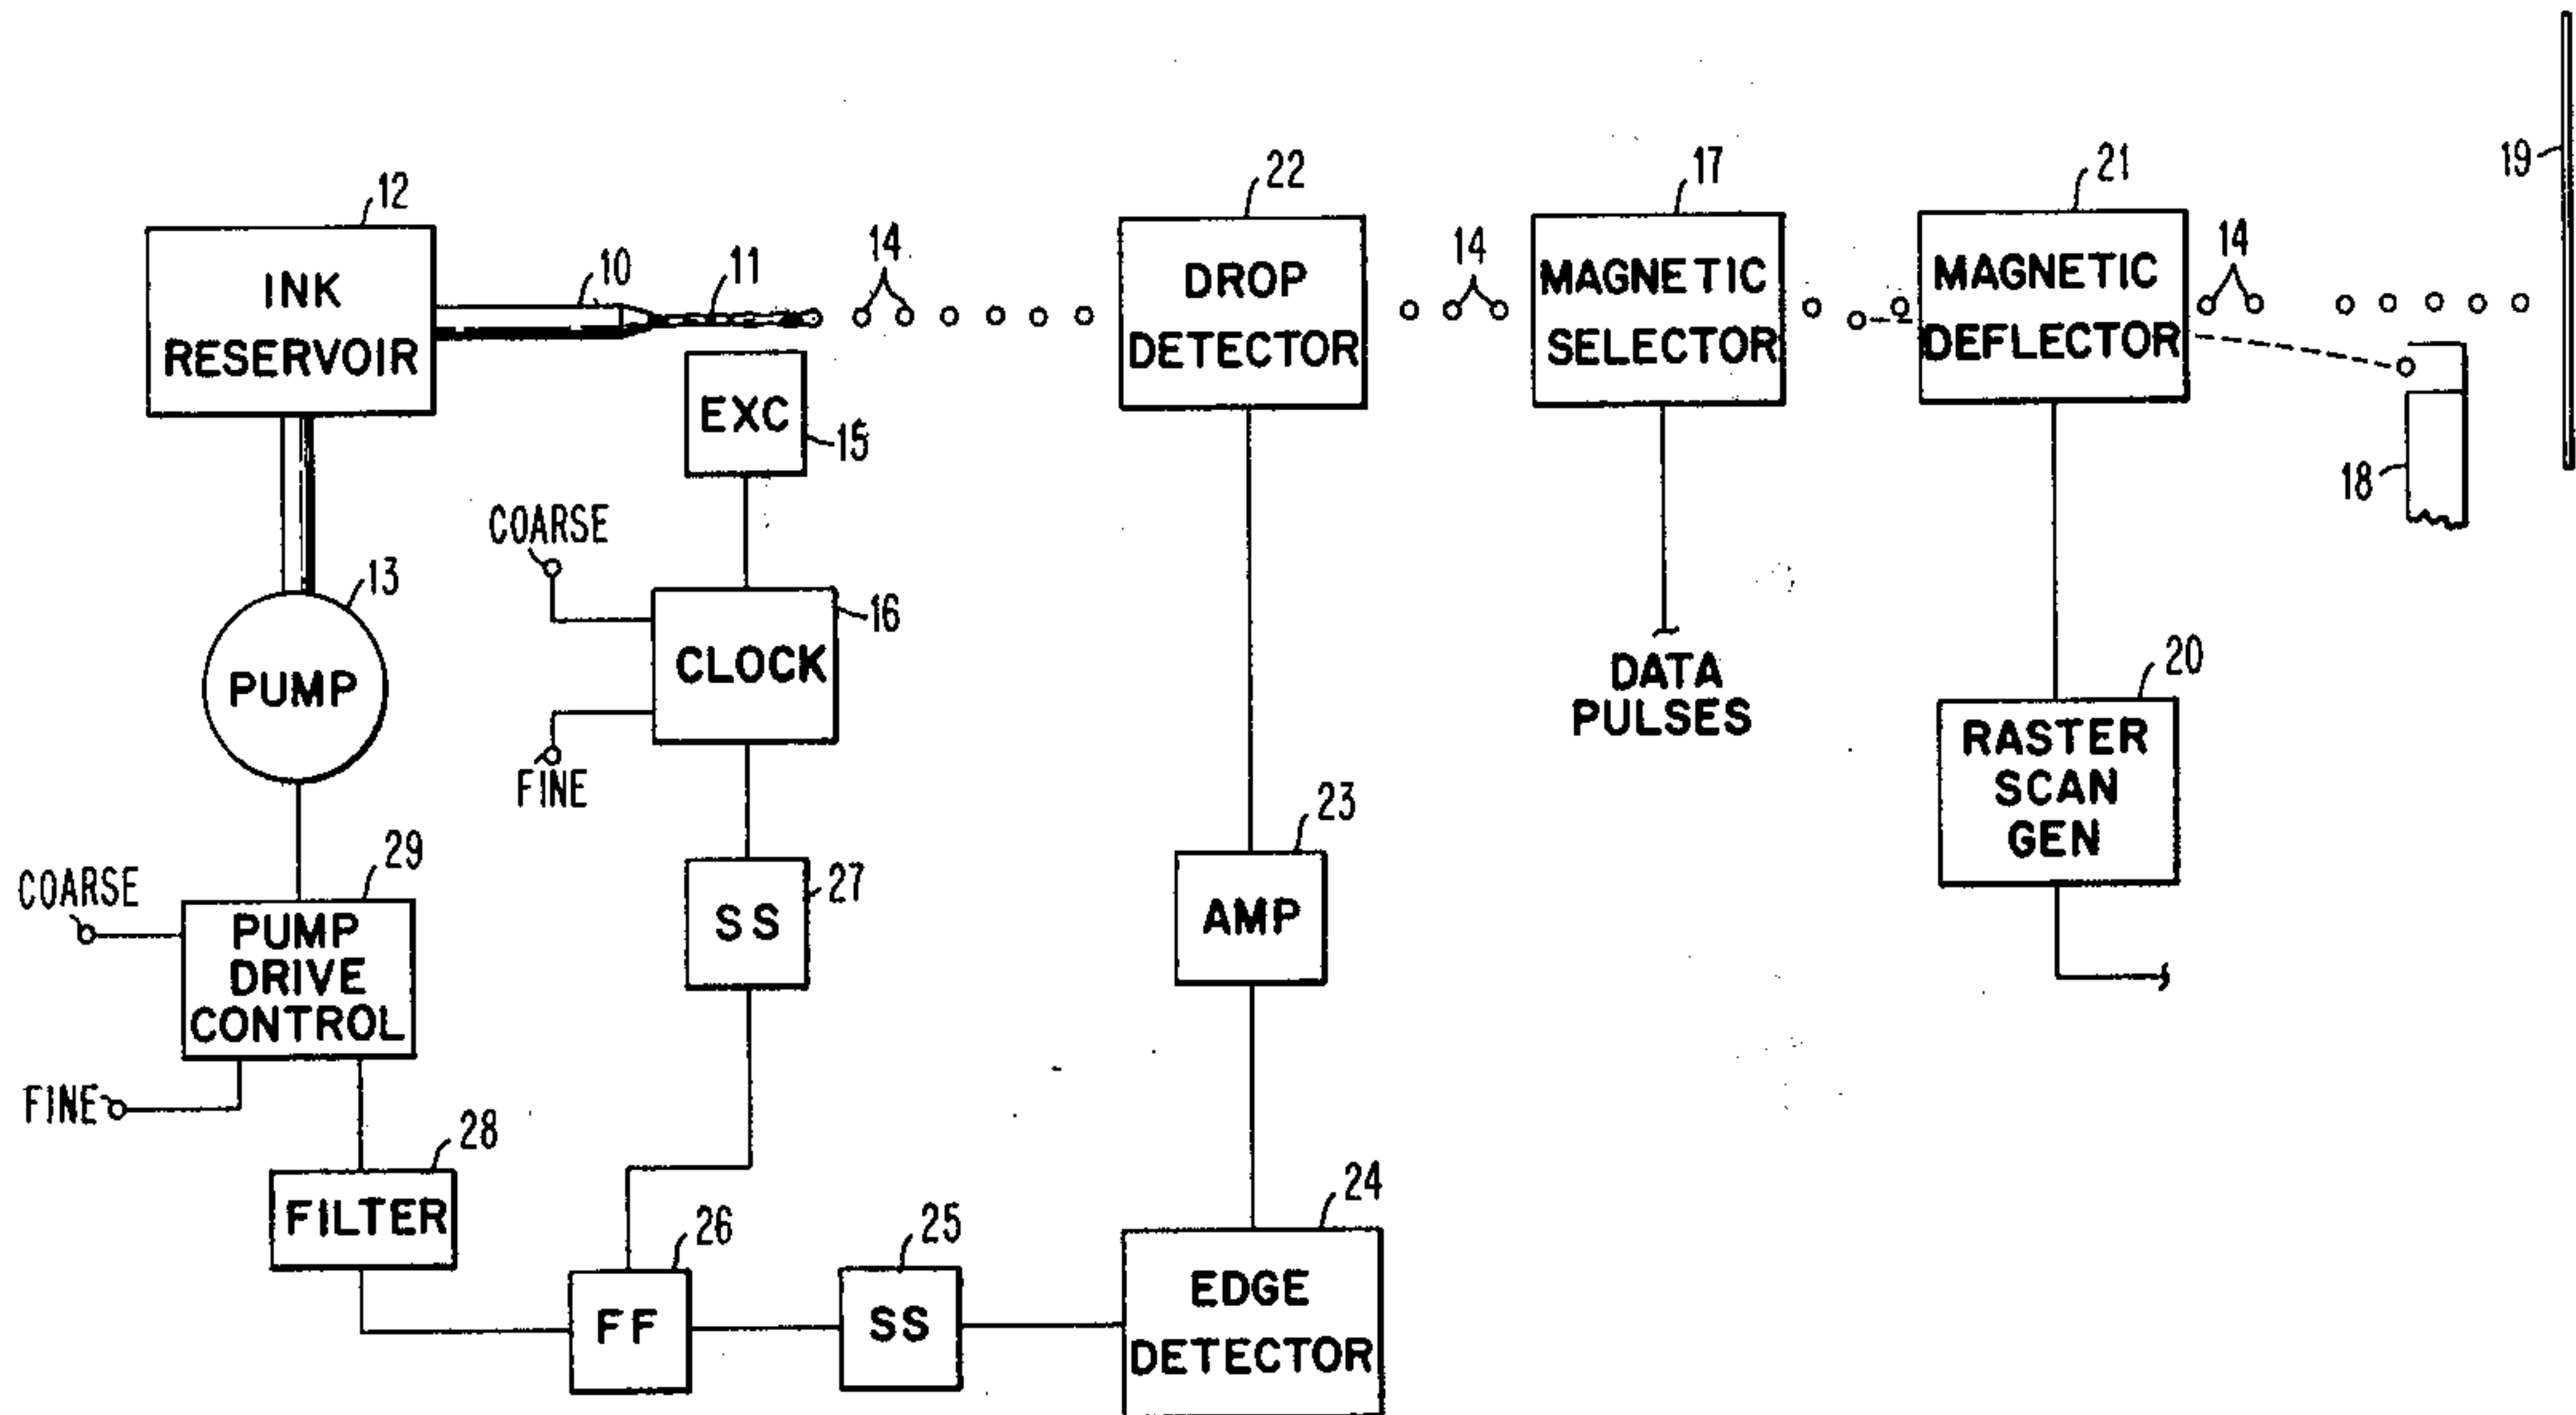 12
INK
RESERVOIR
10
11
14
22
DROP
DETECTOR
14
17
MAGNETIC
SELECTOR
21
MAGNETIC
DEFLECTOR
14
19
18
EXC
15
COARSE
16
CLOCK
FINE
13
PUMP
DATA
PULSES
20
RASTER
SCAN
GEN
29
COARSE
PUMP
DRIVE
CONTROL
FINE
27
SS
23
AMP
28
FILTER
26
FF
25
SS
24
EDGE
DETECTOR